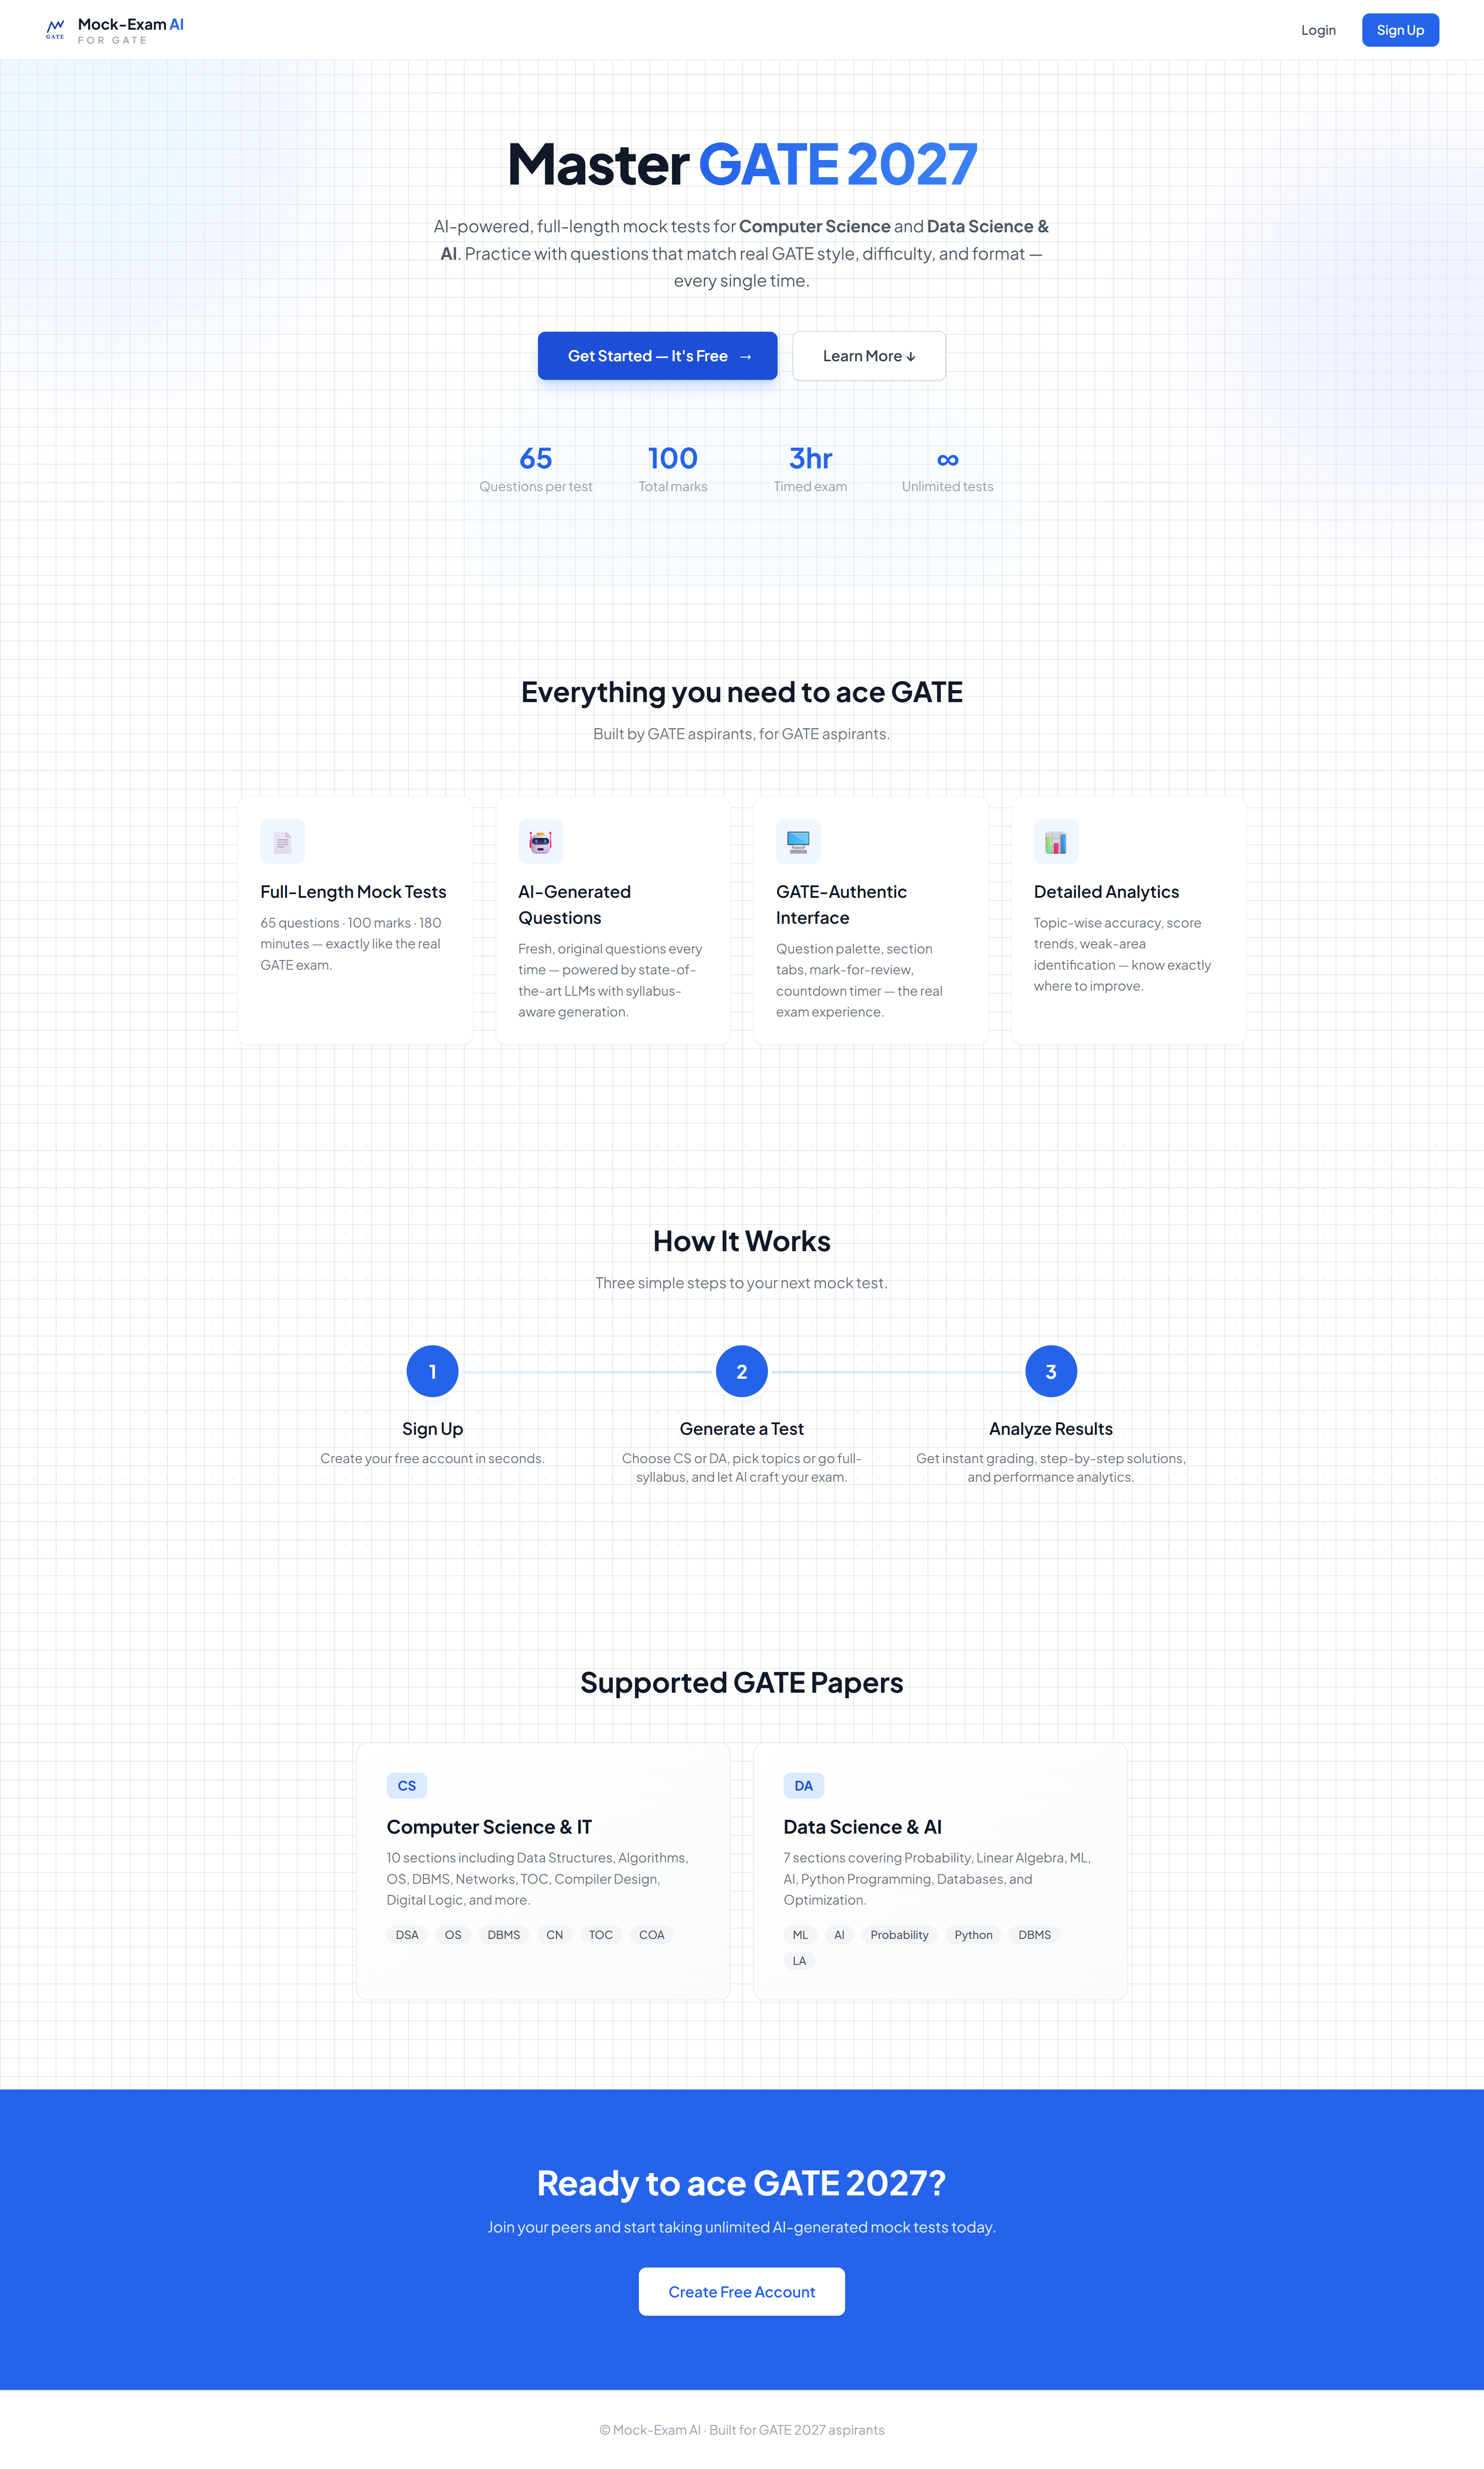 GATE
Mock-Exam AI
FOR GATE
Login
Sign Up
Master GATE 2027
AI-powered, full-length mock tests for Computer Science and Data Science &
AI. Practice with questions that match real GATE style, difficulty, and format —
every single time.
Get Started — It's Free →
Learn More ↓
65
Questions per test
100
Total marks
3hr
Timed exam
∞
Unlimited tests
Everything you need to ace GATE
Built by GATE aspirants, for GATE aspirants.
Full-Length Mock Tests
65 questions · 100 marks · 180
minutes — exactly like the real
GATE exam.
AI-Generated
Questions
Fresh, original questions every
time — powered by state-of-
the-art LLMs with syllabus-
aware generation.
GATE-Authentic
Interface
Question palette, section
tabs, mark-for-review,
countdown timer — the real
exam experience.
Detailed Analytics
Topic-wise accuracy, score
trends, weak-area
identification — know exactly
where to improve.
How It Works
Three simple steps to your next mock test.
1
Sign Up
Create your free account in seconds.
2
Generate a Test
Choose CS or DA, pick topics or go full-
syllabus, and let AI craft your exam.
3
Analyze Results
Get instant grading, step-by-step solutions,
and performance analytics.
Supported GATE Papers
CS
Computer Science & IT
10 sections including Data Structures, Algorithms,
OS, DBMS, Networks, TOC, Compiler Design,
Digital Logic, and more.
DSA OS DBMS CN TOC COA
DA
Data Science & AI
7 sections covering Probability, Linear Algebra, ML,
AI, Python Programming, Databases, and
Optimization.
ML AI Probability Python DBMS
LA
Ready to ace GATE 2027?
Join your peers and start taking unlimited AI-generated mock tests today.
Create Free Account
© Mock-Exam AI · Built for GATE 2027 aspirants